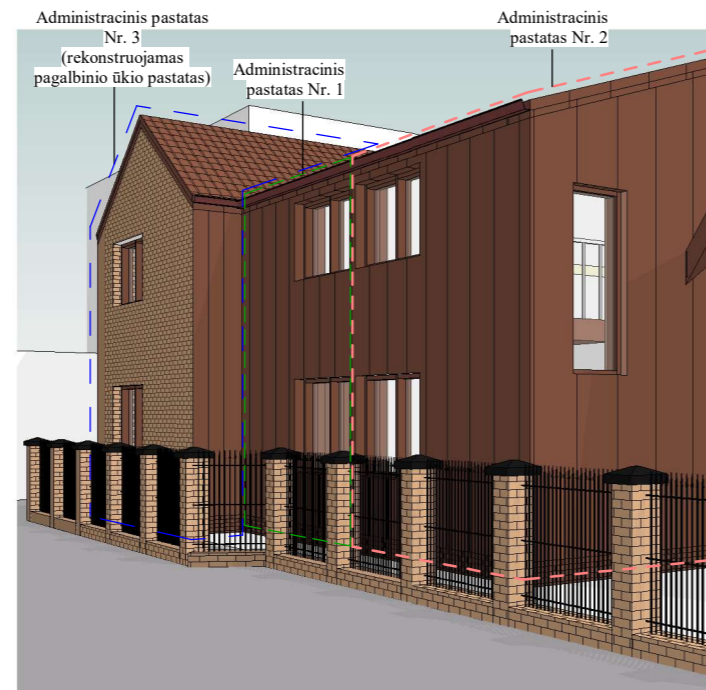 Administracinis pastatas
Nr. 3
(rekonstruojamas
pagalbinio ūkio pastatas)
Administracinis
pastatas Nr. 1
Administracinis
pastatas Nr. 2